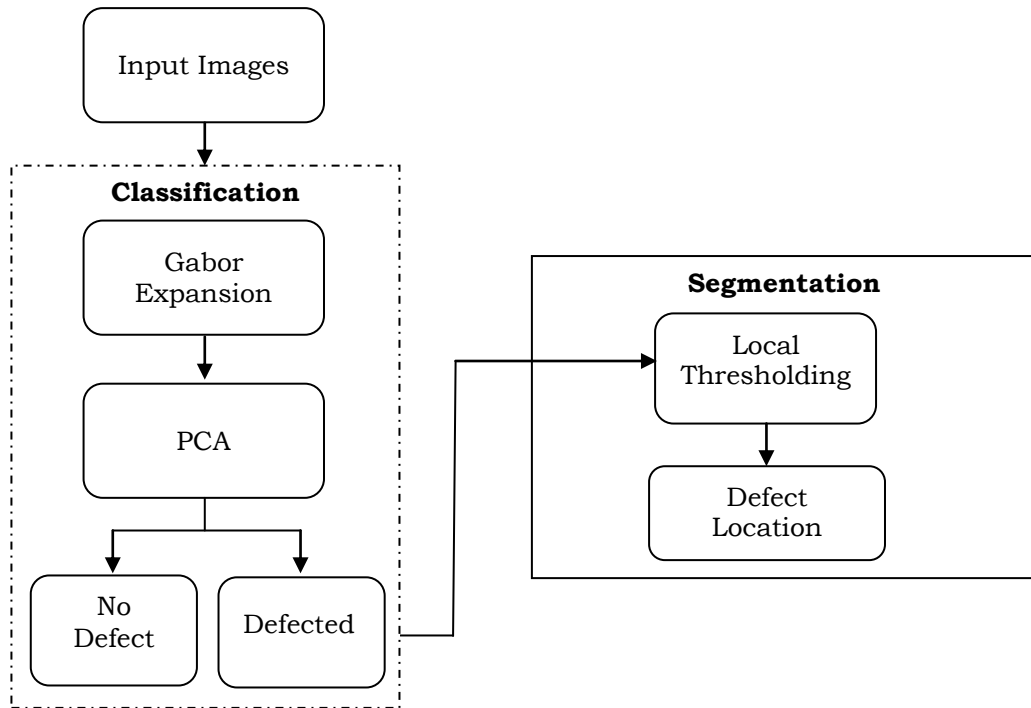 Input Images
Classification
Gabor
Expansion
PCA
No
Defect
Defected
Segmentation
Local
Thresholding
Defect
Location